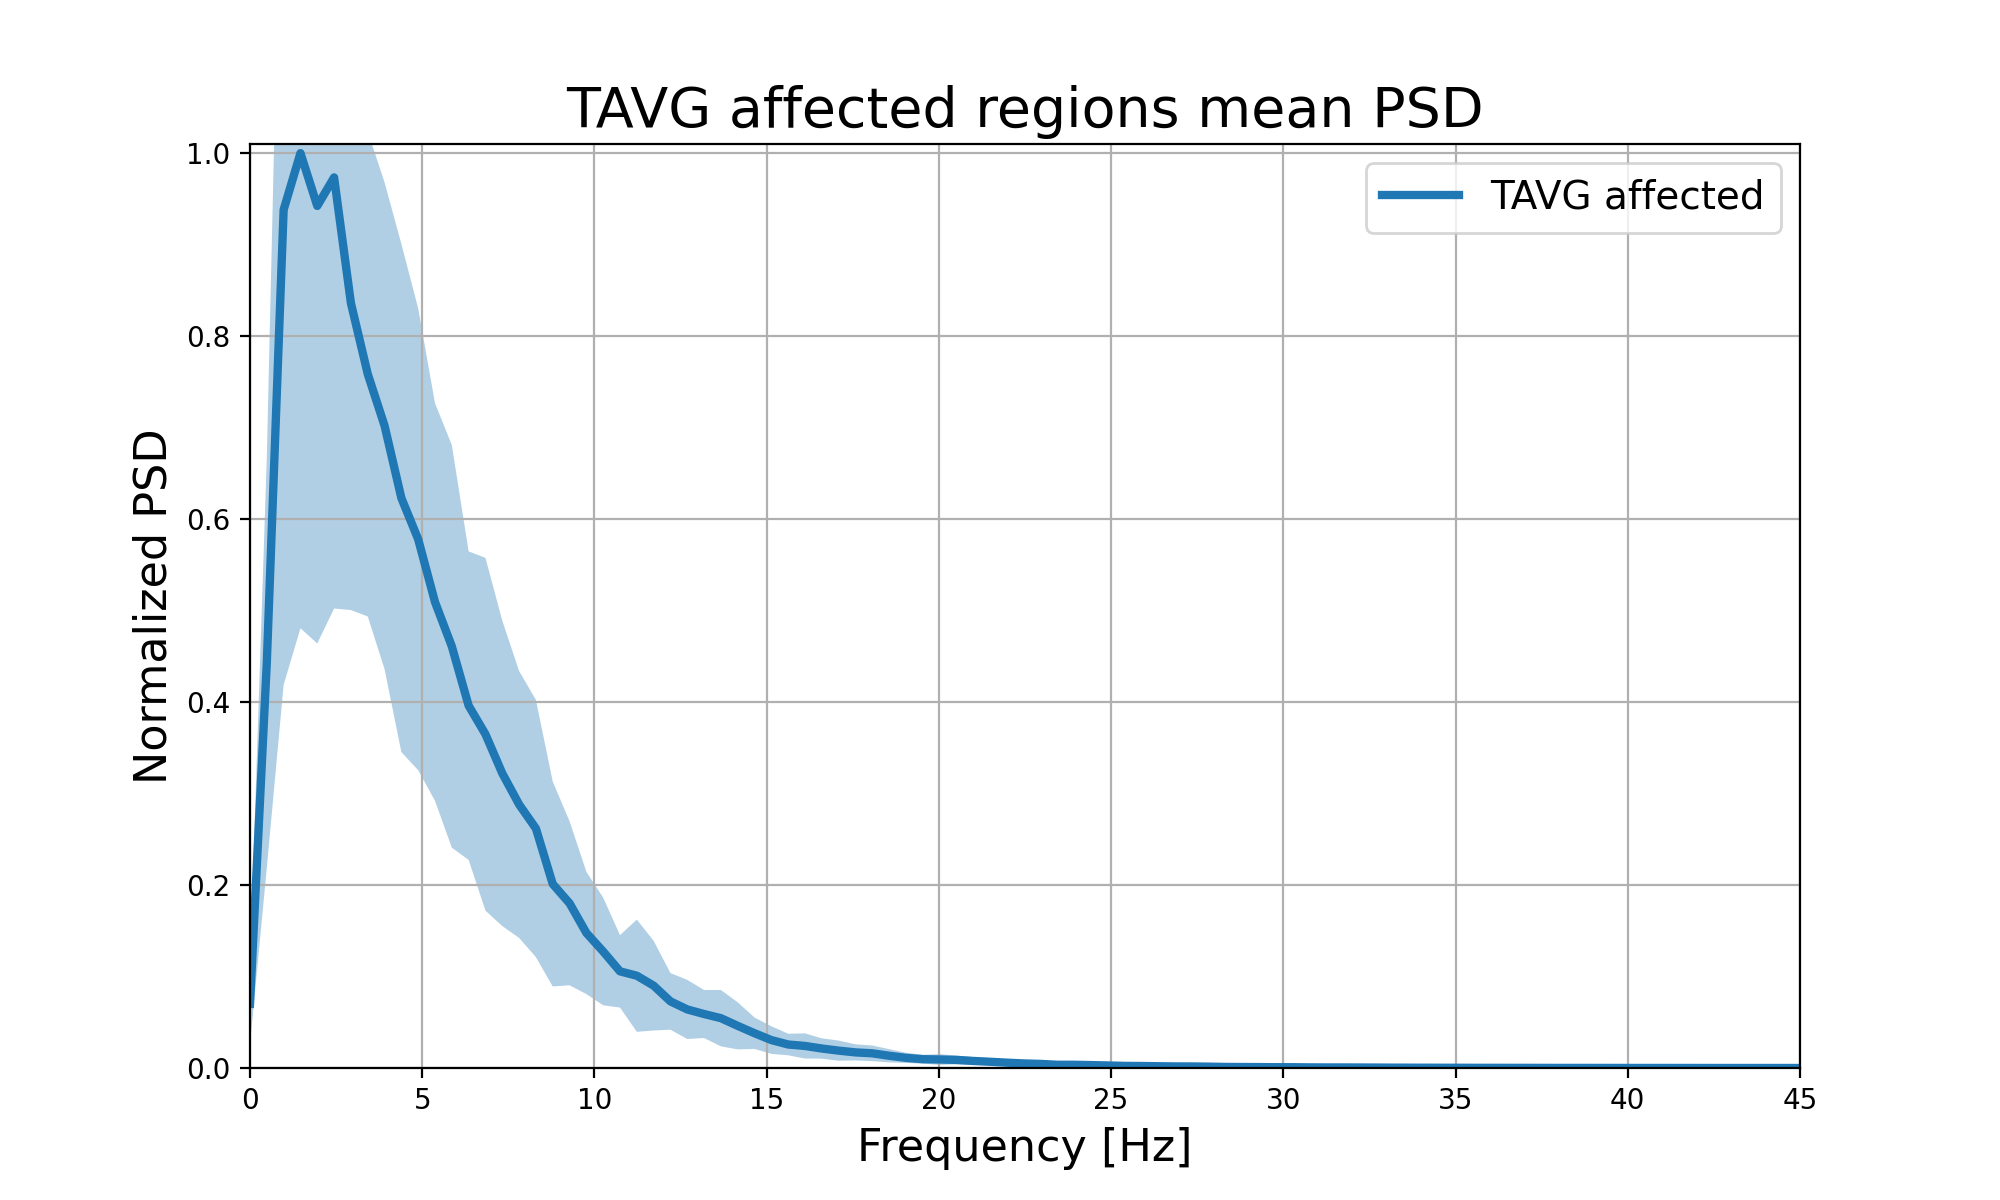 TAVG affected regions mean PSD
TAVG affected
Normalized PSD
1.0
0.8
0.6
0.4
0.2
0.0
0 5 10 15 20 25 30 35 40 45
Frequency [Hz]